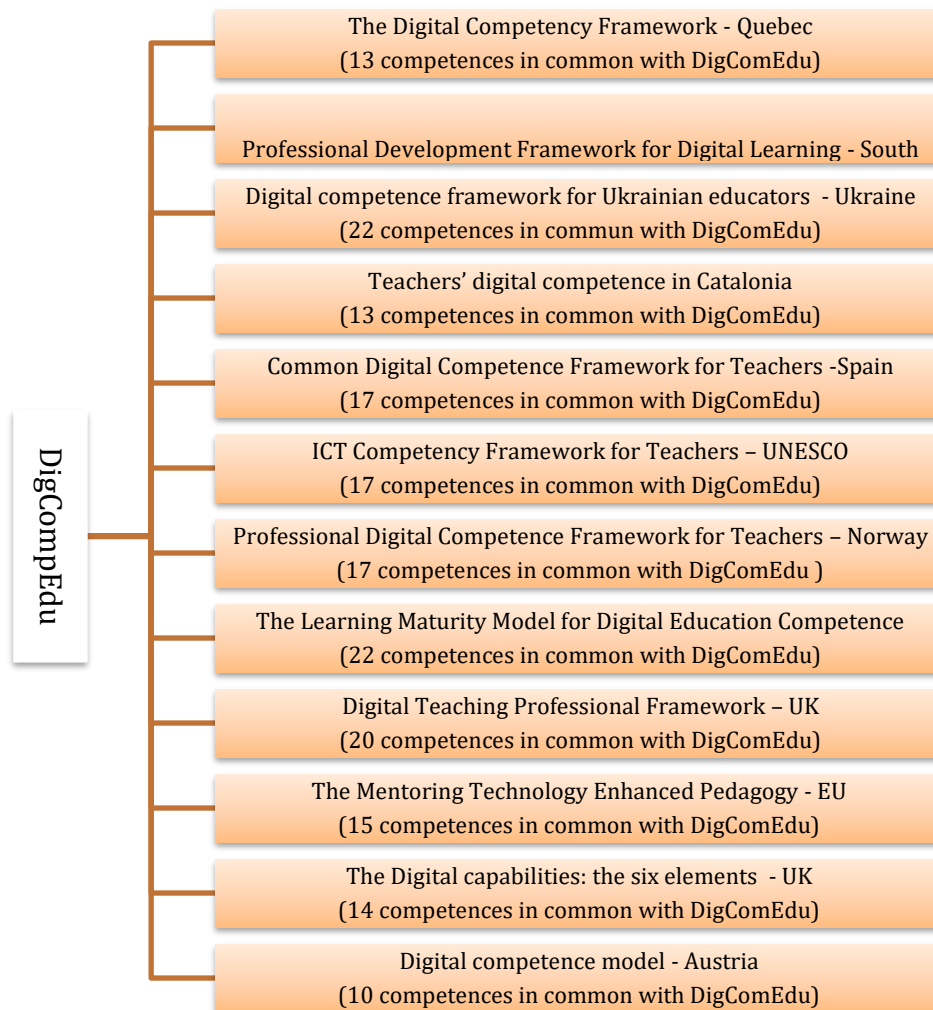 The Digital Competency Framework - Quebec
(13 competences in common with DigComEdu)
Professional Development Framework for Digital Learning - South
Digital competence framework for Ukrainian educators - Ukraine
(22 competences in commun with DigComEdu)
Teachers’ digital competence in Catalonia
(13 competences in common with DigComEdu)
Common Digital Competence Framework for Teachers -Spain
(17 competences in common with DigComEdu)
DigCompEdu
ICT Competency Framework for Teachers – UNESCO
(17 competences in common with DigComEdu)
Professional Digital Competence Framework for Teachers – Norway
(17 competences in common with DigComEdu )
The Learning Maturity Model for Digital Education Competence
(22 competences in common with DigComEdu)
Digital Teaching Professional Framework – UK
(20 competences in common with DigComEdu)
The Mentoring Technology Enhanced Pedagogy - EU
(15 competences in common with DigComEdu)
The Digital capabilities: the six elements - UK
(14 competences in common with DigComEdu)
Digital competence model - Austria
(10 competences in common with DigComEdu)